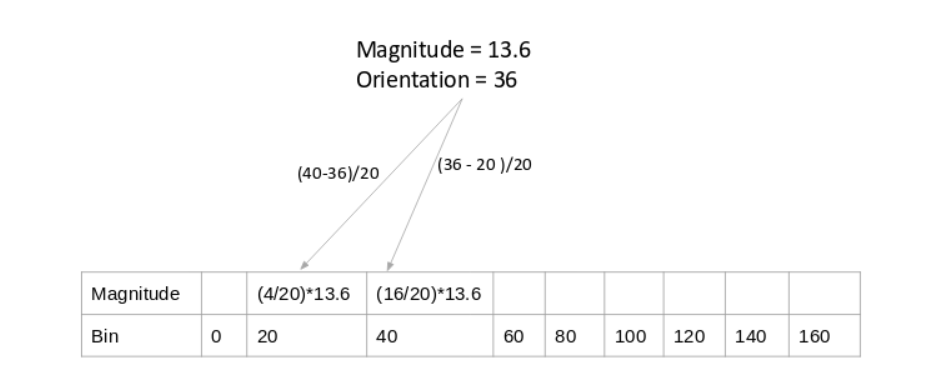 Magnitude = 13.6
Orientation = 36
(40-36)/20
(36 - 20 )/20
Magnitude (4/20)*13.6 (16/20)*13.6
Bin 0 20 40 60 80 100 120 140 160